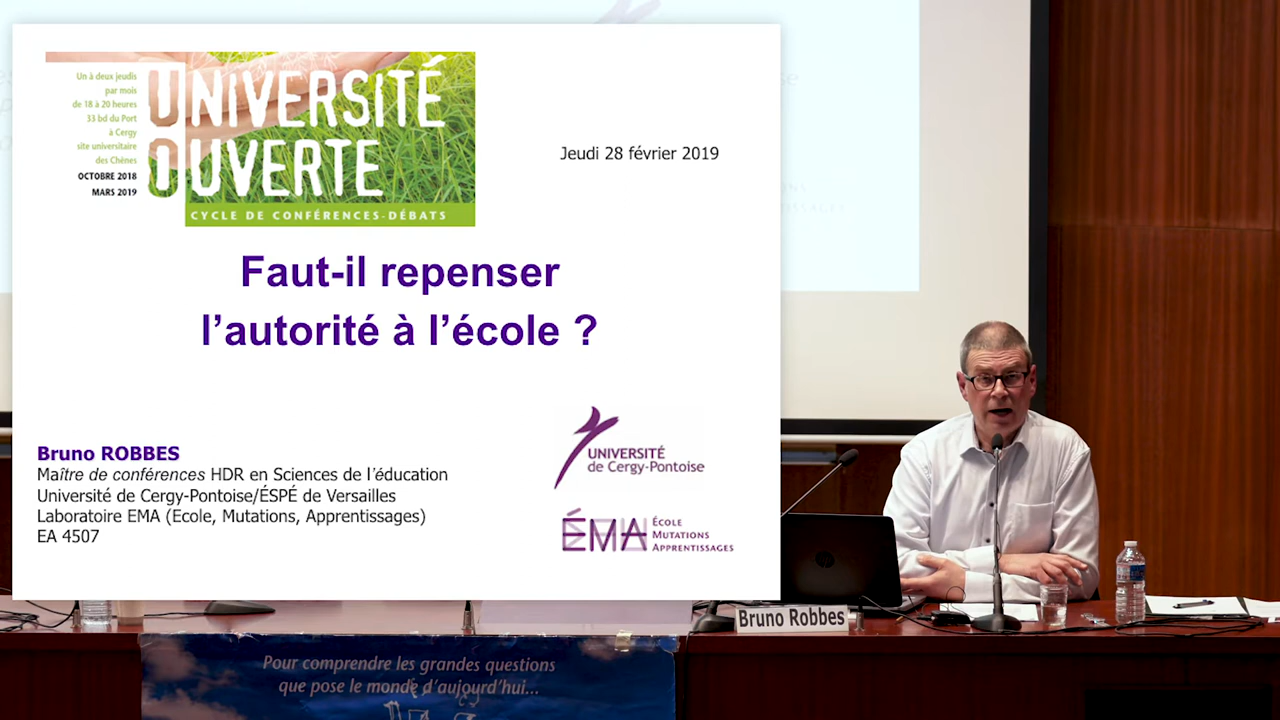 Un à deux jeudis
par mois
de 18 à 20 heures
33 bd du Port
à Cergy
site universitaire
des Chênes
OCTOBRE 2018
MARS 2019
UNIVERSITÉ
OUVERTE
CYCLE DE CONFÉRENCES-DÉBATS
Jeudi 28 février 2019
Faut-il repenser
l’autorité à l’école ?
Bruno ROBBES
Maître de conférences HDR en Sciences de l’éducation
Université de Cergy-Pontoise/ÉSPÉ de Versailles
Laboratoire EMA (Ecole, Mutations, Apprentissages)
EA 4507
UNIVERSITÉ
de Cergy-Pontoise
ÉMA
ÉCOLE
MUTATIONS
APPRENTISSAGES
Bruno Robbes
Pour comprendre les grandes questions
que pose le monde d’aujourd’hui...